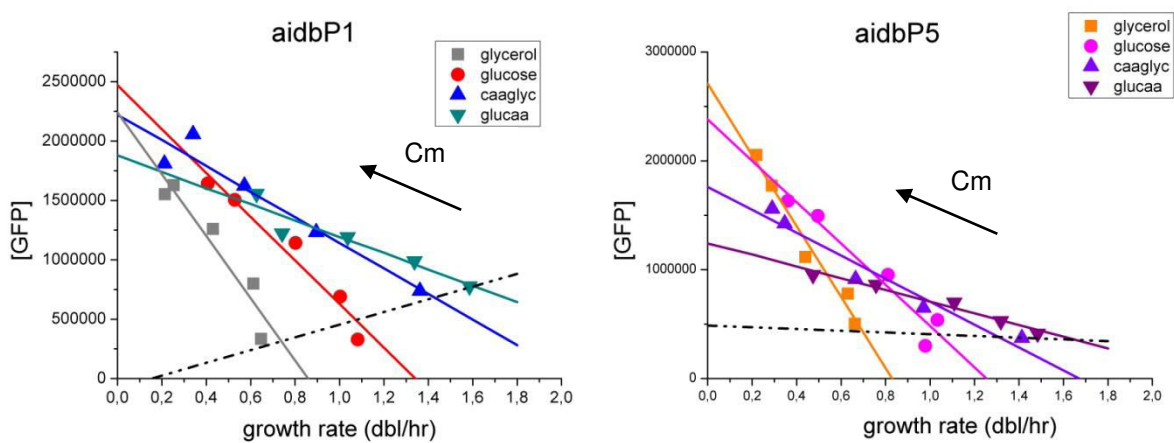 aidbP1
glycerol
glucose
caaglyc
glucaa
Cm
[GFP]
2500000
2000000
1500000
1000000
500000
0
0,0 0,2 0,4 0,6 0,8 1,0 1,2 1,4 1,6 1,8 2,0
growth rate (dbl/hr)
aidbP5
glycerol
glucose
caaglyc
glucaa
Cm
[GFP]
3000000
2000000
1000000
0
0,0 0,2 0,4 0,6 0,8 1,0 1,2 1,4 1,6 1,8 2,0
growth rate (dbl/hr)